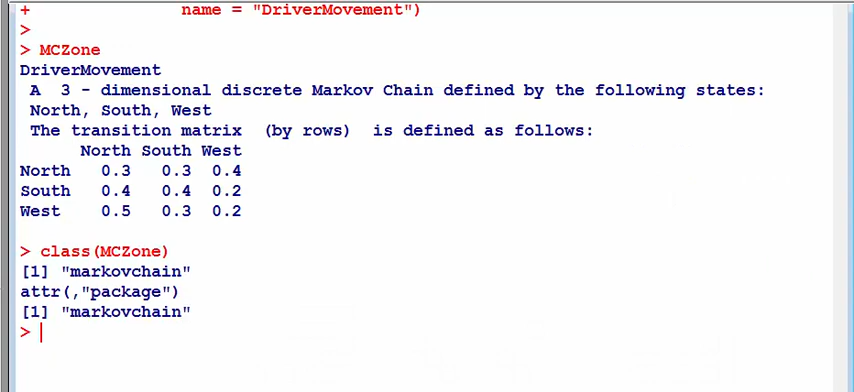 +               name = "DriverMovement")
>
> MCZone
DriverMovement
 A  3 - dimensional discrete Markov Chain defined by the following states:
 North, South, West
 The transition matrix  (by rows)  is defined as follows:
      North South West
North   0.3   0.3  0.4
South   0.4   0.4  0.2
West    0.5   0.3  0.2

> class(MCZone)
[1] "markovchain"
attr(,"package")
[1] "markovchain"
>